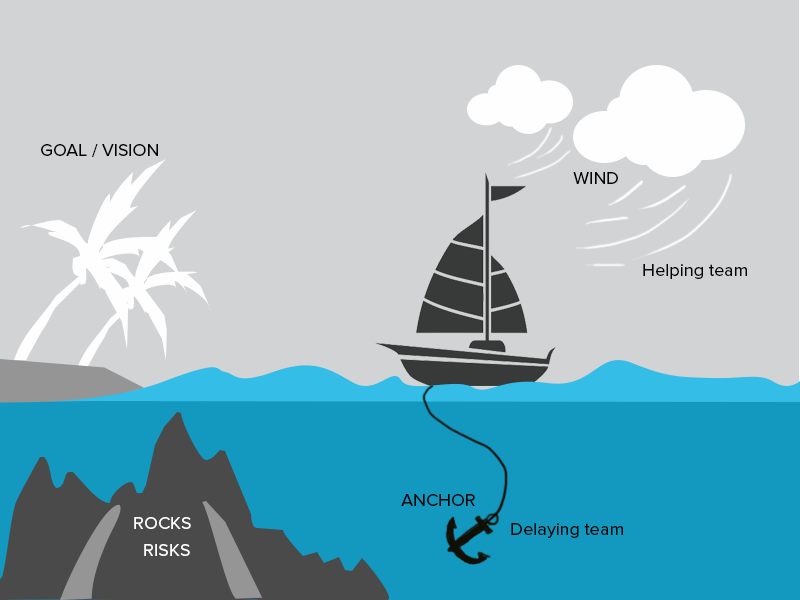 GOAL / VISION
WIND
Helping team
ANCHOR
Delaying team
ROCKS
RISKS